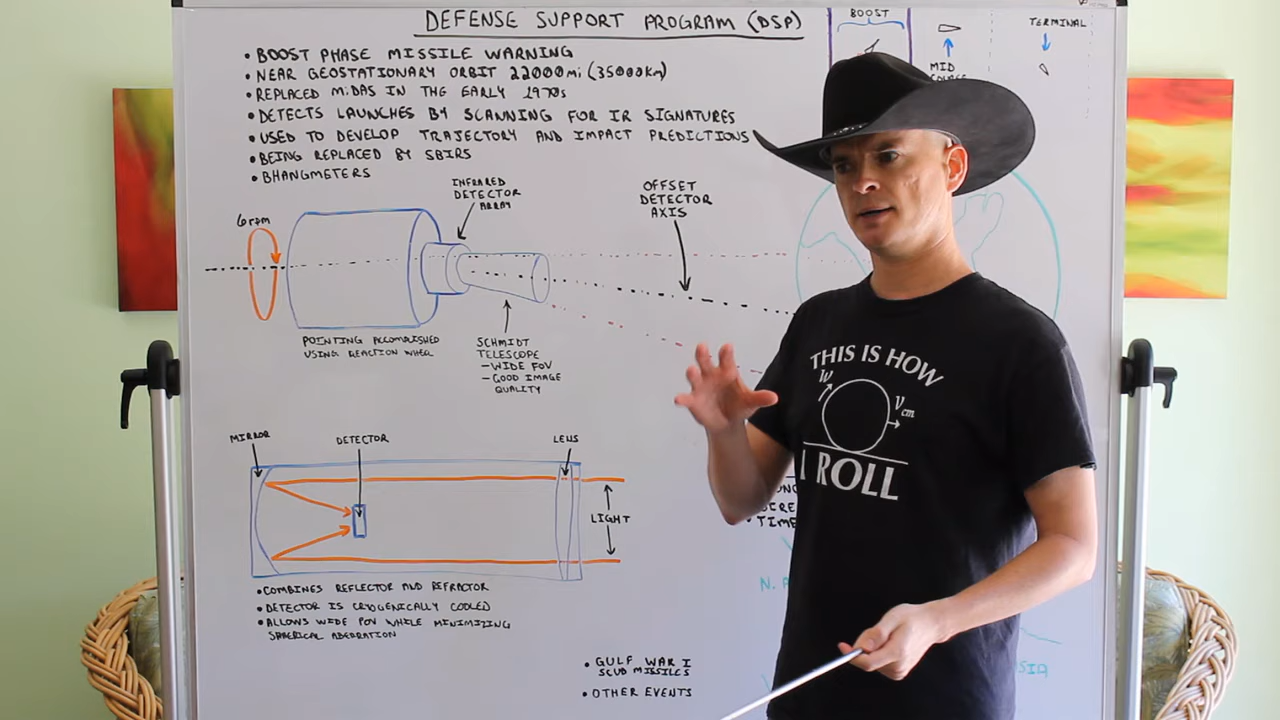 DEFENSE SUPPORT PROGRAM (DSP)
• BOOST PHASE MISSILE WARNING
• NEAR GEOSTATIONARY ORBIT 22000mi (35000km)
• REPLACED MiDAS IN THE EARLY 1970s
• DETECTS LAUNCHES BY SCANNING FOR IR SIGNATURES
• USED TO DEVELOP TRAJECTORY AND IMPACT PREDICTIONS
• BEING REPLACED BY SBIRS
• BHANGMETERS
BOOST
MID
COURSE
TERMINAL
6 rpm
INFRARED
DETECTOR
ARRAY
OFFSET
DETECTOR
AXIS
POINTING ACCOMPLISHED
USING REACTION WHEEL
SCHMIDT
TELESCOPE
– WIDE FOV
– GOOD IMAGE
QUALITY
MIRROR
DETECTOR
LENS
LIGHT
• COMBINES REFLECTOR AND REFRACTOR
• DETECTOR IS CRYOGENICALLY COOLED
• ALLOWS WIDE FOV WHILE MINIMIZING
SPHERICAL ABERRATION
• GULF WAR I
SCUD MISSILES
• OTHER EVENTS
• TIME
N.
THIS IS HOW
W
V cm
I ROLL